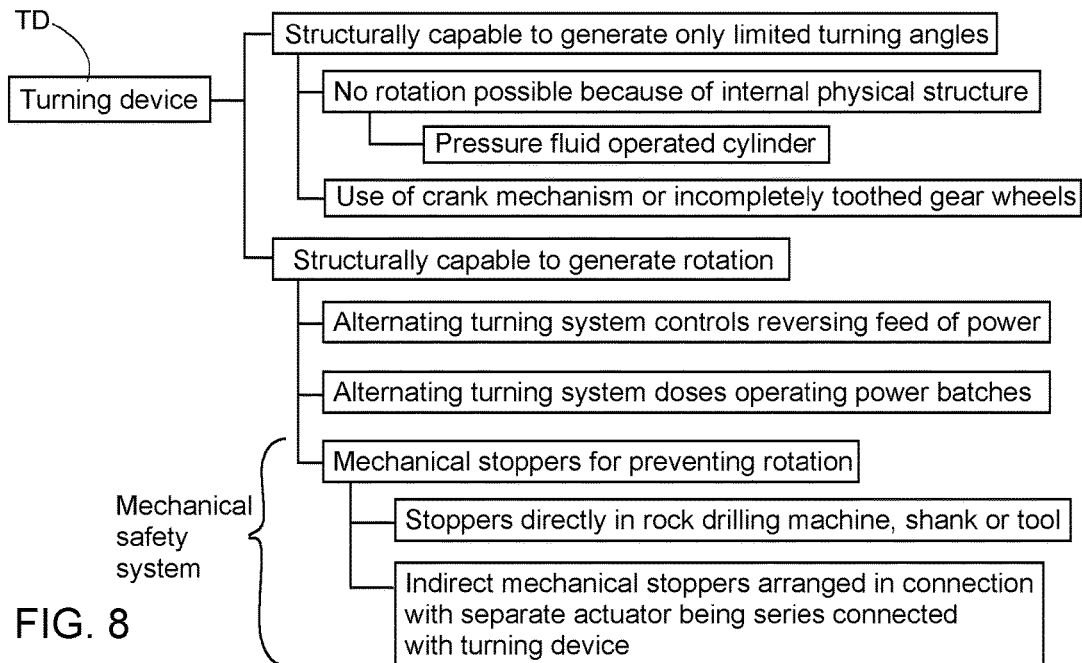 TD
Turning device
Structurally capable to generate only limited turning angles
No rotation possible because of internal physical structure
Pressure fluid operated cylinder
Use of crank mechanism or incompletely toothed gear wheels
Structurally capable to generate rotation
Alternating turning system controls reversing feed of power
Alternating turning system doses operating power batches
Mechanical stoppers for preventing rotation
Mechanical
safety
system
Stoppers directly in rock drilling machine, shank or tool
Indirect mechanical stoppers arranged in connection
with separate actuator being series connected
with turning device
FIG. 8